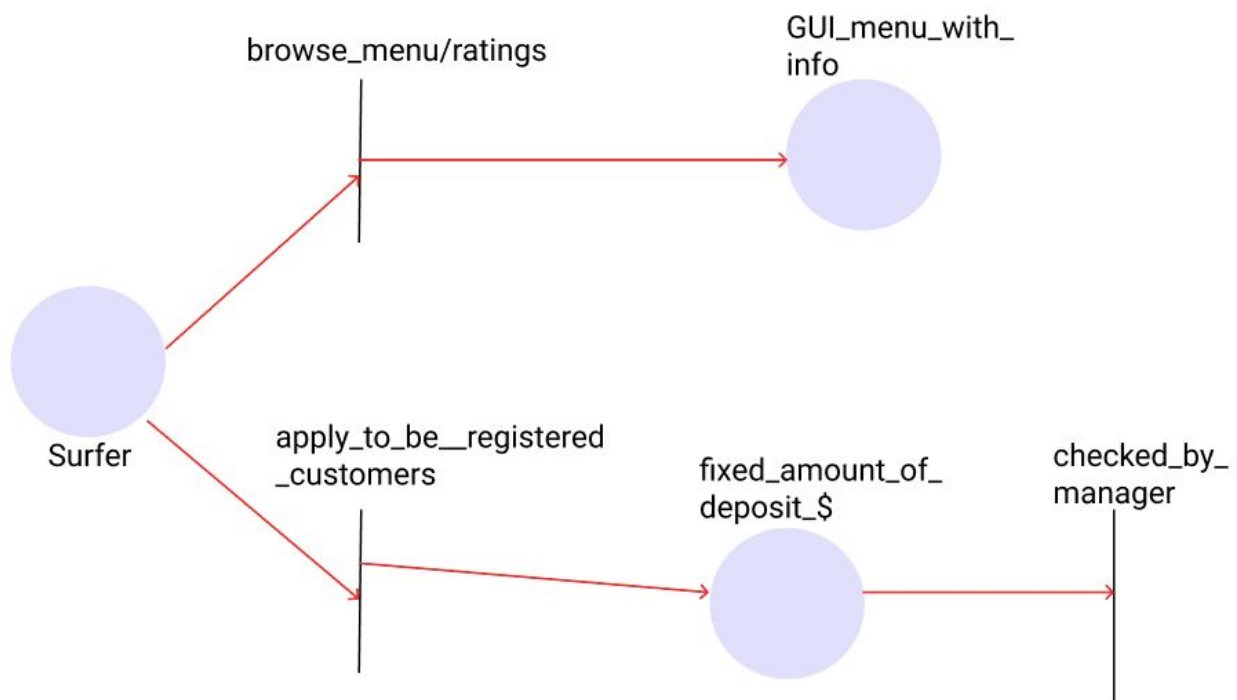 GUI_menu_with_
info
browse_menu/ratings
Surfer
apply_to_be__registered
_customers
fixed_amount_of_
deposit_$
checked_by_
manager